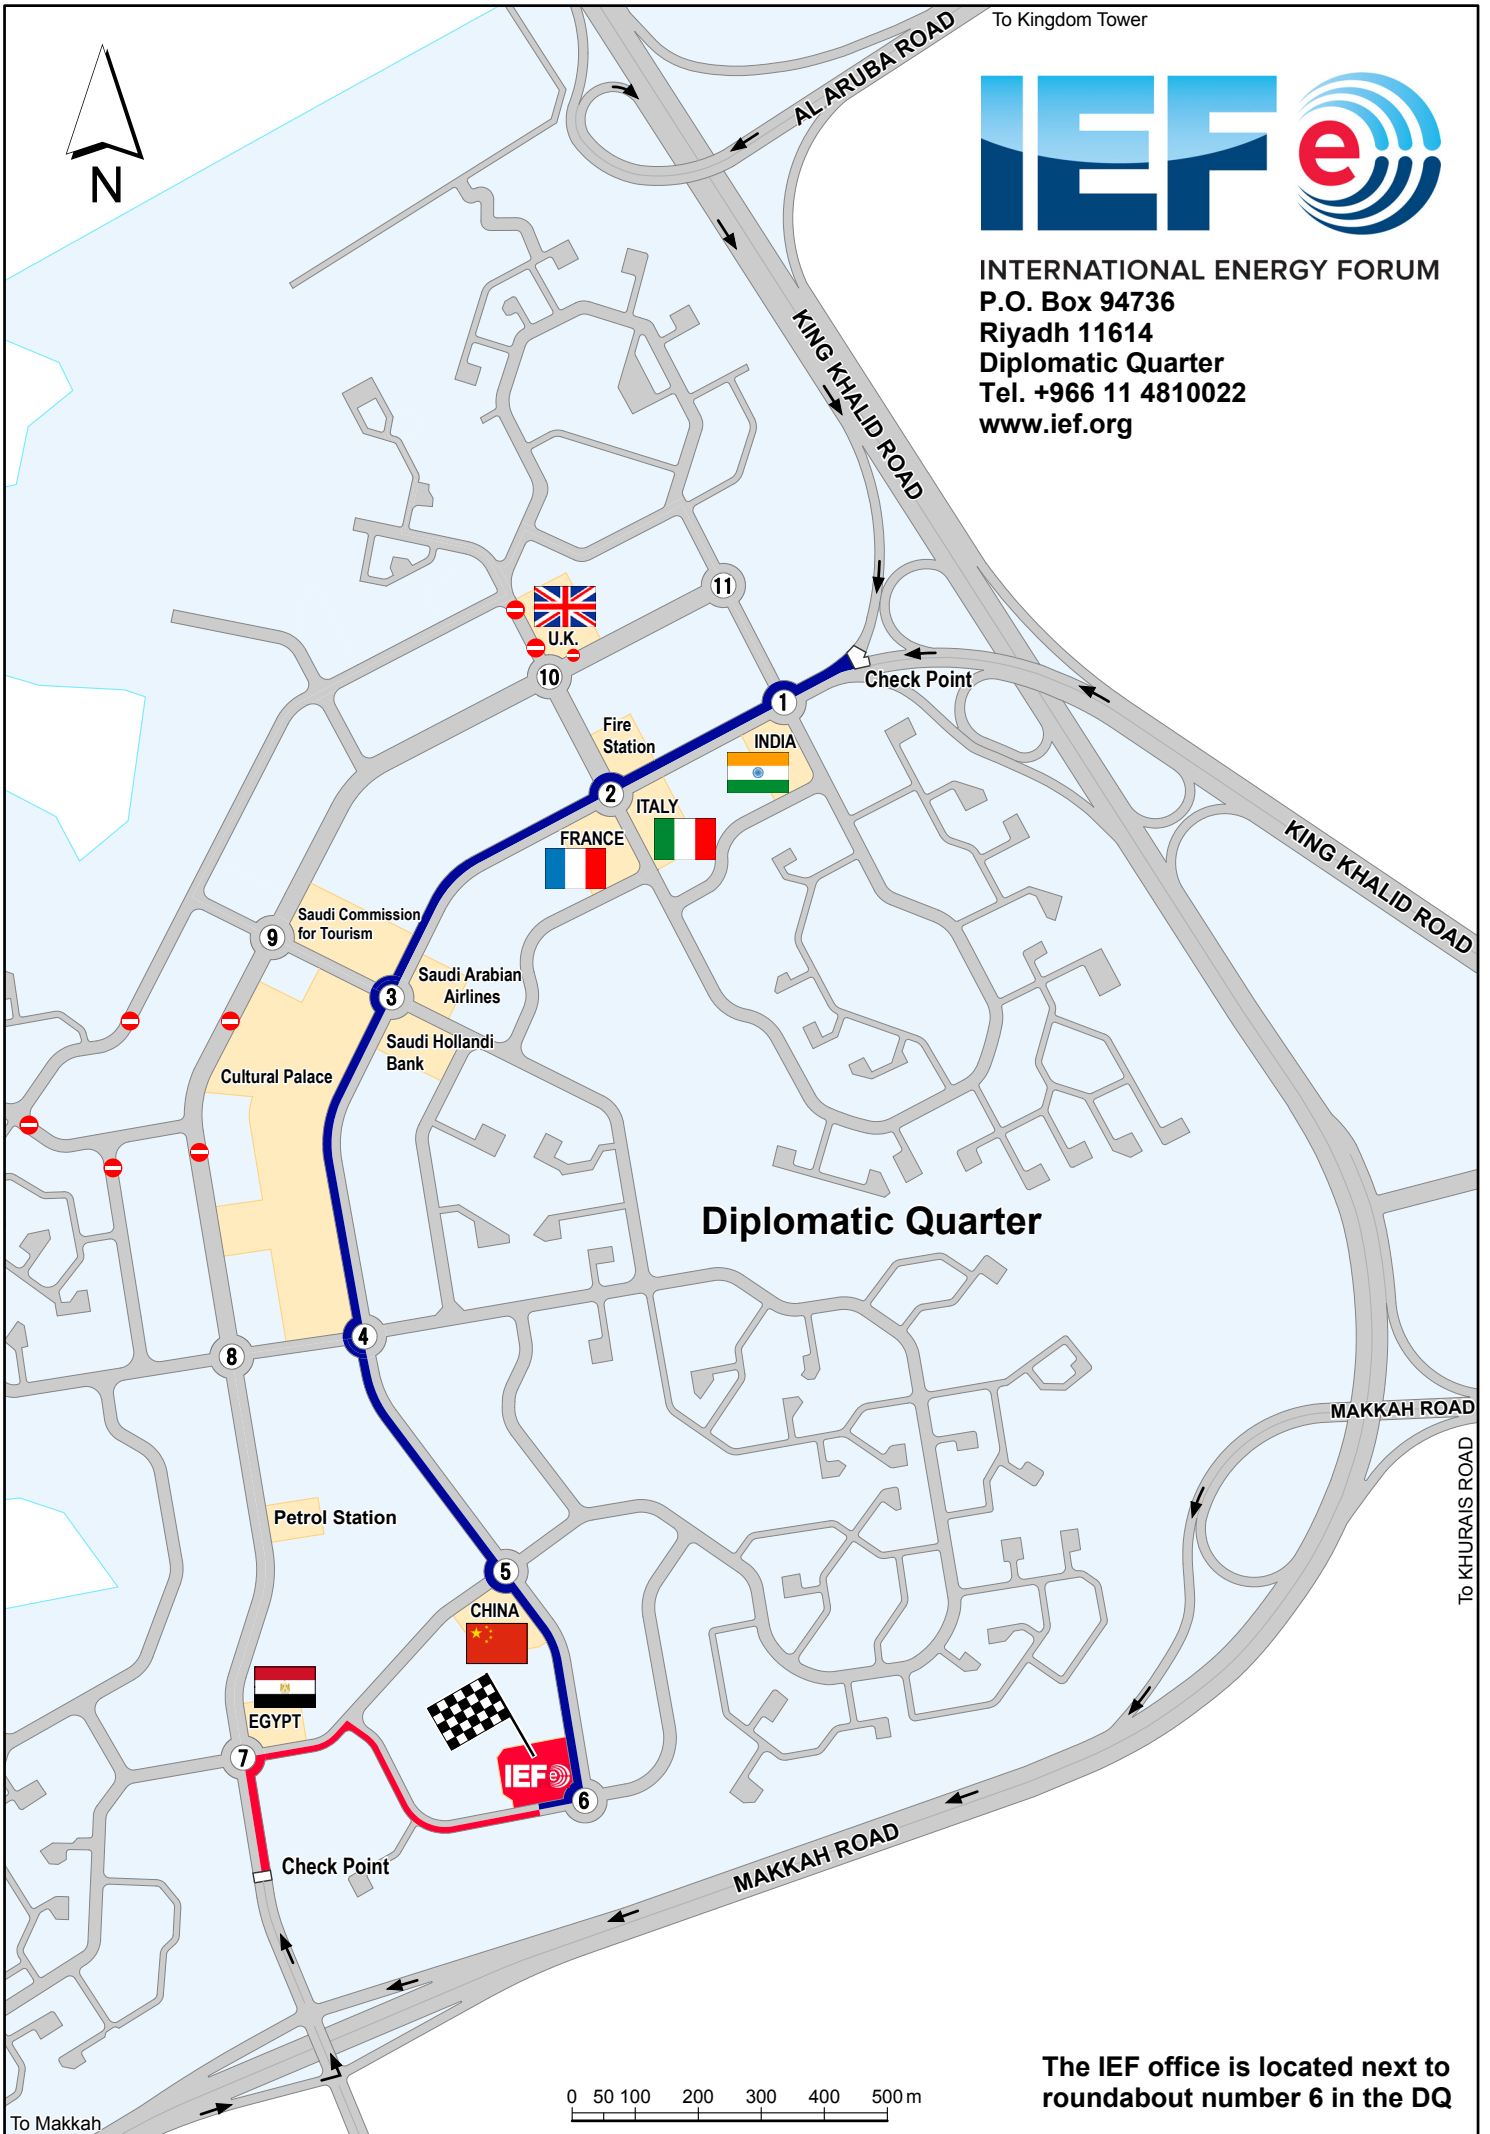 To Kingdom Tower
AL ARUBA ROAD
N
IEF e
INTERNATIONAL ENERGY FORUM
P.O. Box 94736
Riyadh 11614
Diplomatic Quarter
Tel. +966 11 4810022
www.ief.org
KING KHALID ROAD
11
U.K.
10
Check Point
1
Fire
Station
INDIA
2
ITALY
FRANCE
KING KHALID ROAD
Saudi Commission
for Tourism
9
Saudi Arabian
Airlines
3
Saudi Hollandi
Bank
Cultural Palace
Diplomatic Quarter
4
8
MAKKAH ROAD
To KHURAIS ROAD
Petrol Station
5
CHINA
EGYPT
7
IEF e
6
Check Point
MAKKAH ROAD
The IEF office is located next to
roundabout number 6 in the DQ
0 50 100 200 300 400 500 m
To Makkah